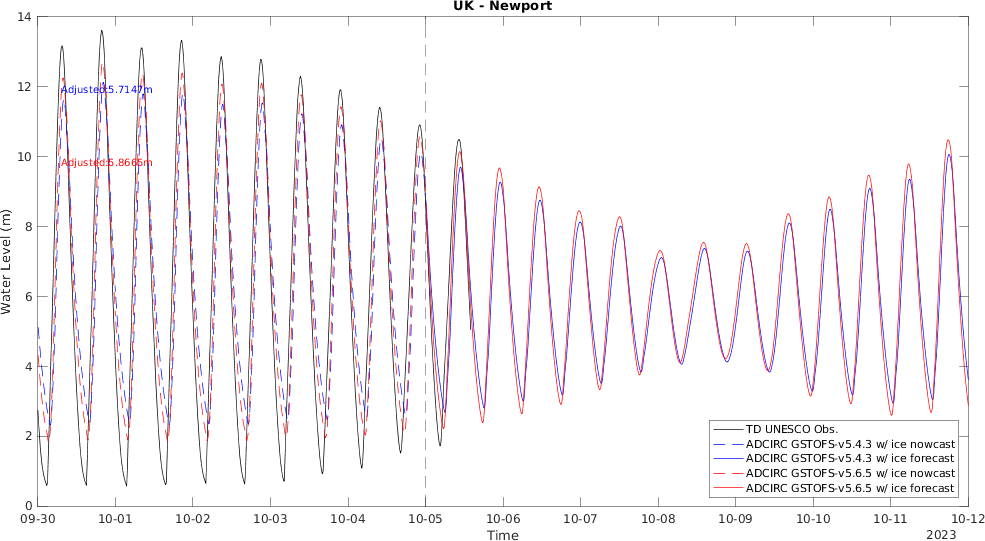 UK - Newport
14
12
10
8
6
4
2
0
Water Level (m)
Adjusted:5.7147m
Adjusted:5.8665m
TD UNESCO Obs.
ADCIRC GSTOFS-v5.4.3 w/ ice nowcast
ADCIRC GSTOFS-v5.4.3 w/ ice forecast
ADCIRC GSTOFS-v5.6.5 w/ ice nowcast
ADCIRC GSTOFS-v5.6.5 w/ ice forecast
09-30 10-01 10-02 10-03 10-04 10-05 10-06 10-07 10-08 10-09 10-10 10-11 10-12
Time
2023